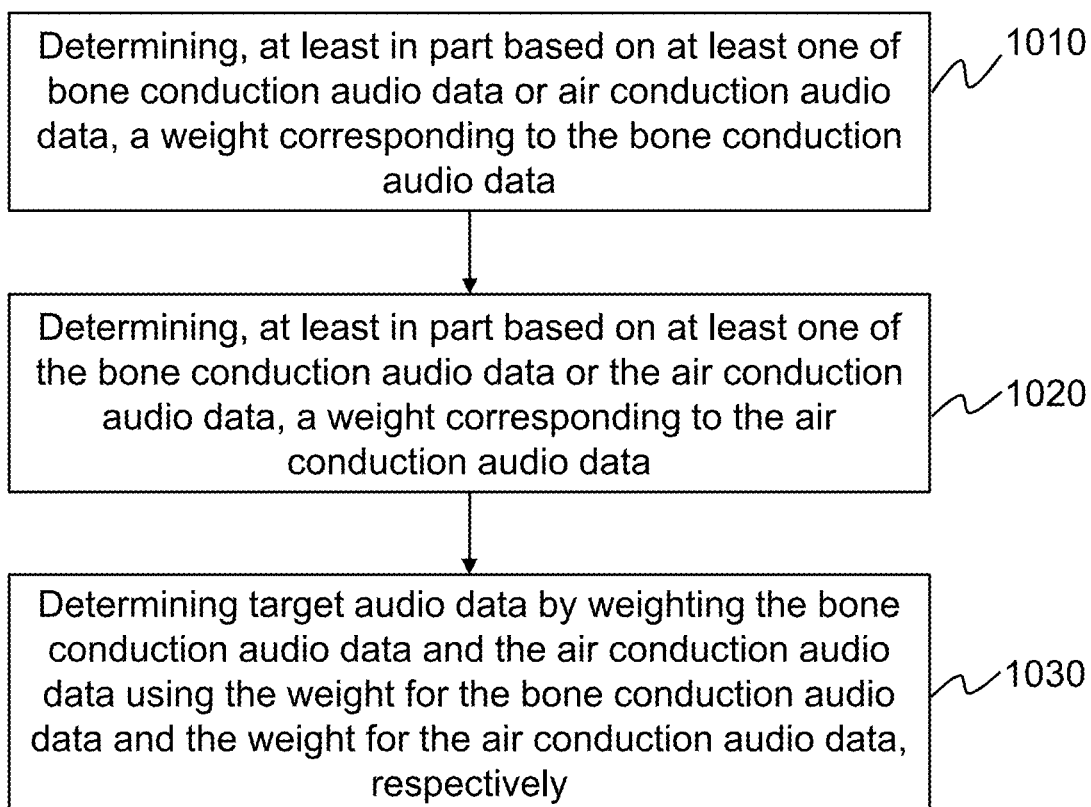 Determining, at least in part based on at least one of
bone conduction audio data or air conduction audio
data, a weight corresponding to the bone conduction
audio data
1010
Determining, at least in part based on at least one of
the bone conduction audio data or the air conduction
audio data, a weight corresponding to the air
conduction audio data
1020
Determining target audio data by weighting the bone
conduction audio data and the air conduction audio
data using the weight for the bone conduction audio
data and the weight for the air conduction audio data,
respectively
1030